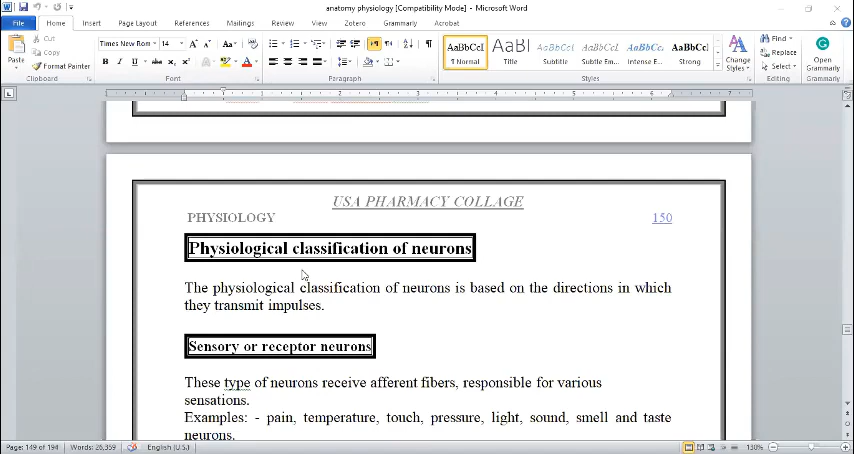 anatomy physiology [Compatibility Mode] - Microsoft Word
File Home Insert Page Layout References Mailings Review View Zotero Grammarly Acrobat
Cut
Copy
Format Painter
Paste
Times New Rom 14
AaBbCcI AaBl AaBbCcI AaBbCcI AaBbCc. AaBbCcl
¶ Normal Title Subtitle Subtle Em... Intense E... Strong
Change Styles
Find
Replace
Select
Open Grammarly
Clipboard Font Paragraph Styles Editing Grammarly
USA PHARMACY COLLAGE
PHYSIOLOGY 150
Physiological classification of neurons
The physiological classification of neurons is based on the directions in which
they transmit impulses.
Sensory or receptor neurons
These type of neurons receive afferent fibers, responsible for various
sensations.
Examples: - pain, temperature, touch, pressure, light, sound, smell and taste
neurons.
Page: 149 of 194 Words: 26,359 English (U.S.) 130%